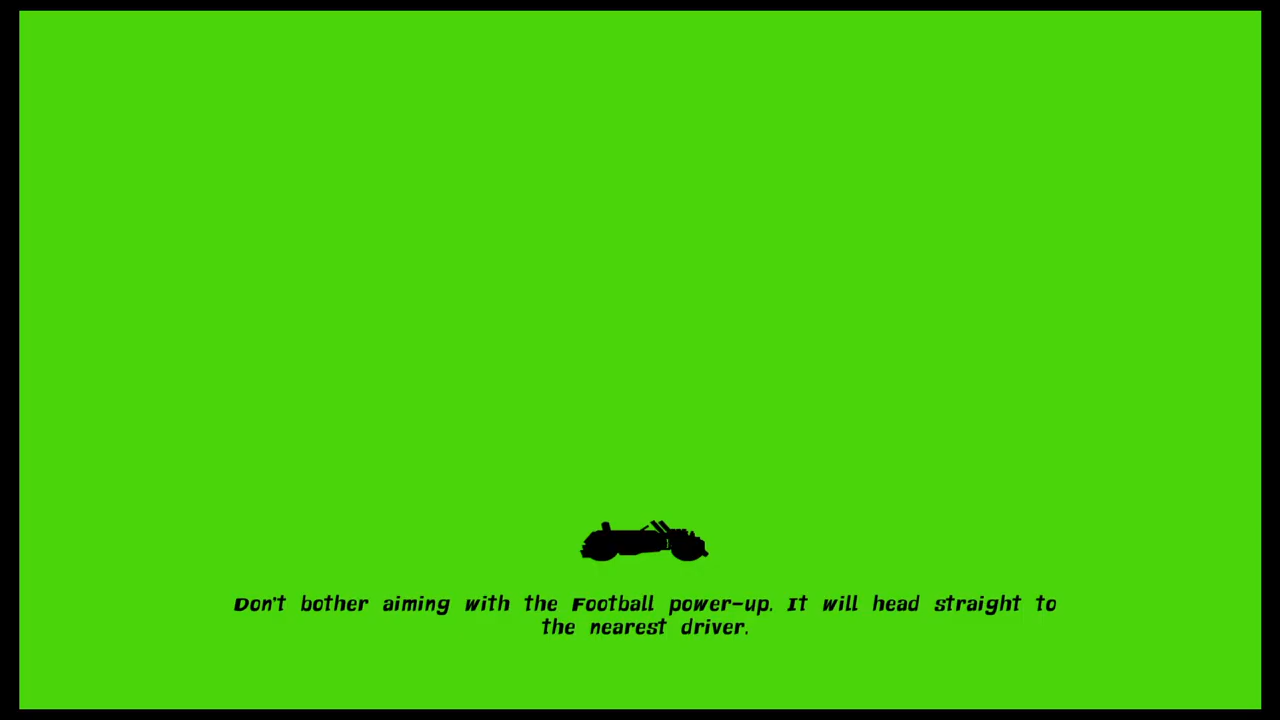 Don't bother aiming with the Football power-up. It will head straight to
the nearest driver.